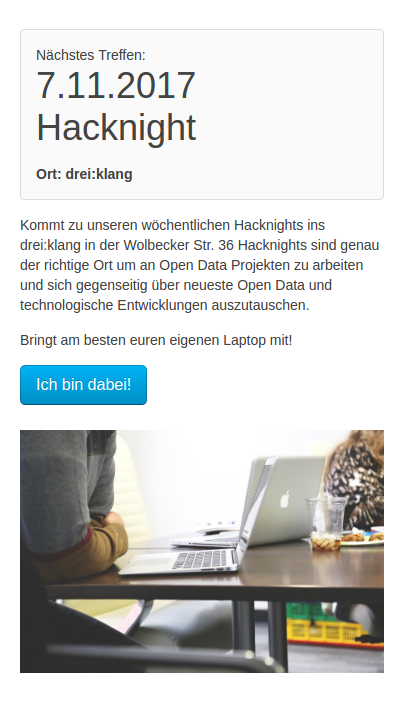 Nächstes Treffen:
7.11.2017
Hacknight
Ort: drei:klang
Kommt zu unseren wöchentlichen Hacknights ins
drei:klang in der Wolbecker Str. 36 Hacknights sind genau
der richtige Ort um an Open Data Projekten zu arbeiten
und sich gegenseitig über neueste Open Data und
technologische Entwicklungen auszutauschen.
Bringt am besten euren eigenen Laptop mit!
Ich bin dabei!